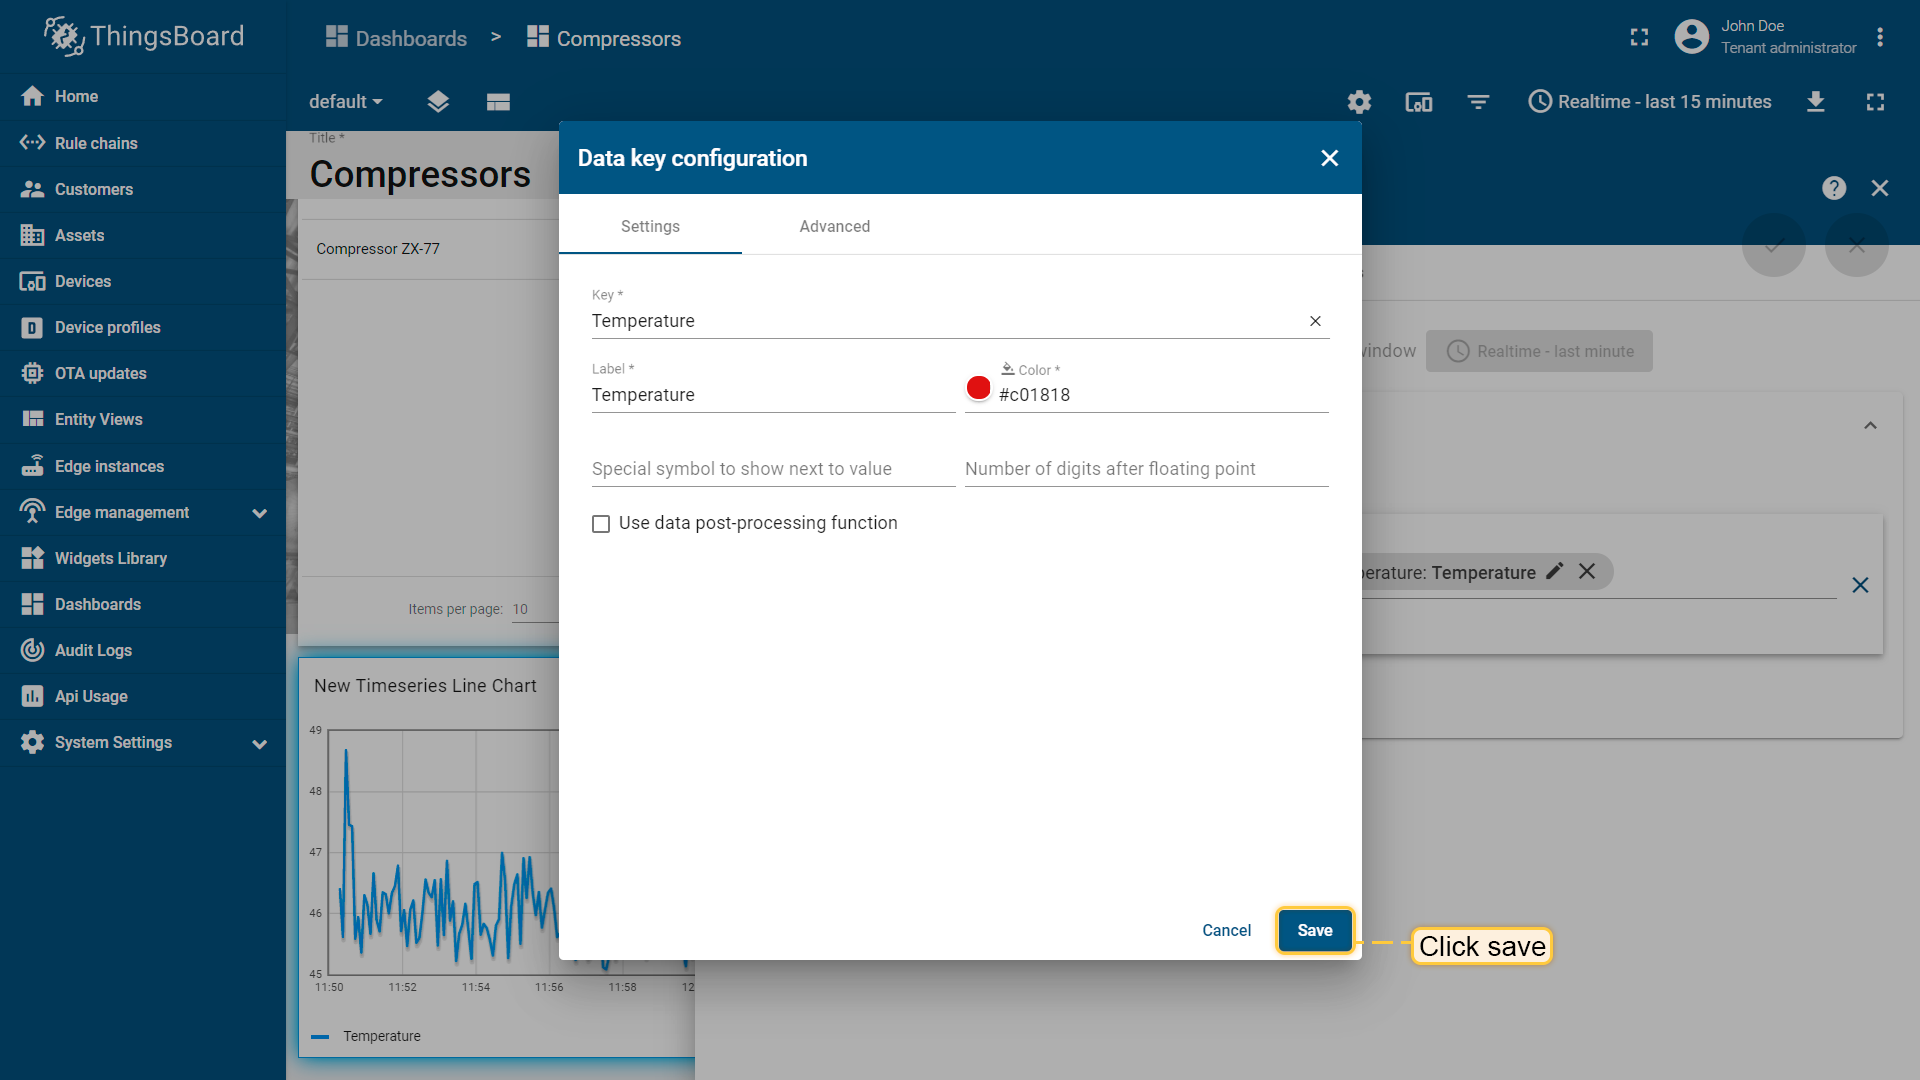 ThingsBoard
Dashboards > Compressors
John Doe
Tenant administrator
Home
Rule chains
Customers
Assets
Devices
Device profiles
OTA updates
Entity Views
Edge instances
Edge management
Widgets Library
Dashboards
Audit Logs
Api Usage
System Settings
default
Realtime - last 15 minutes
Title *
Compressors
Compressor ZX-77
Items per page: 10
New Timeseries Line Chart
49
48
47
46
45
11:50 11:52 11:54 11:56 11:58 12
Temperature
Data key configuration
Settings Advanced
Key *
Temperature
Label *
Temperature
Color *
#c01818
Special symbol to show next to value
Number of digits after floating point
Use data post-processing function
Cancel Save
Click save
window
Realtime - last minute
perature: Temperature